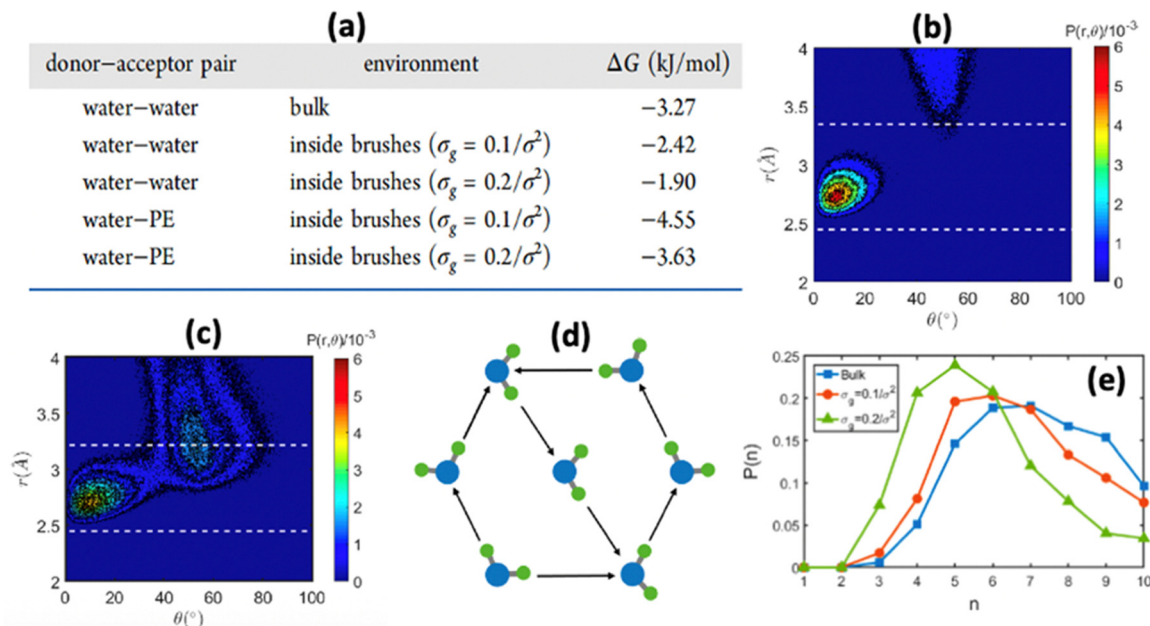 (a)
donor–acceptor pair environment ΔG (kJ/mol)
water–water bulk −3.27
water–water inside brushes (σg = 0.1/σ²) −2.42
water–water inside brushes (σg = 0.2/σ²) −1.90
water–PE inside brushes (σg = 0.1/σ²) −4.55
water–PE inside brushes (σg = 0.2/σ²) −3.63
(b)
P(r,θ)/10⁻³
4
3.5
3
2.5
2
r(Å)
0 20 40 60 80 100
θ(°)
6
5
4
3
2
1
0
(c)
P(r,θ)/10⁻³
4
3.5
3
2.5
2
r(Å)
0 20 40 60 80 100
θ(°)
6
5
4
3
2
1
0
(d)
(e)
Bulk
σg=0.1/σ²
σg=0.2/σ²
0.25
0.20
0.15
0.10
0.05
0
P(n)
1 2 3 4 5 6 7 8 9 10
n